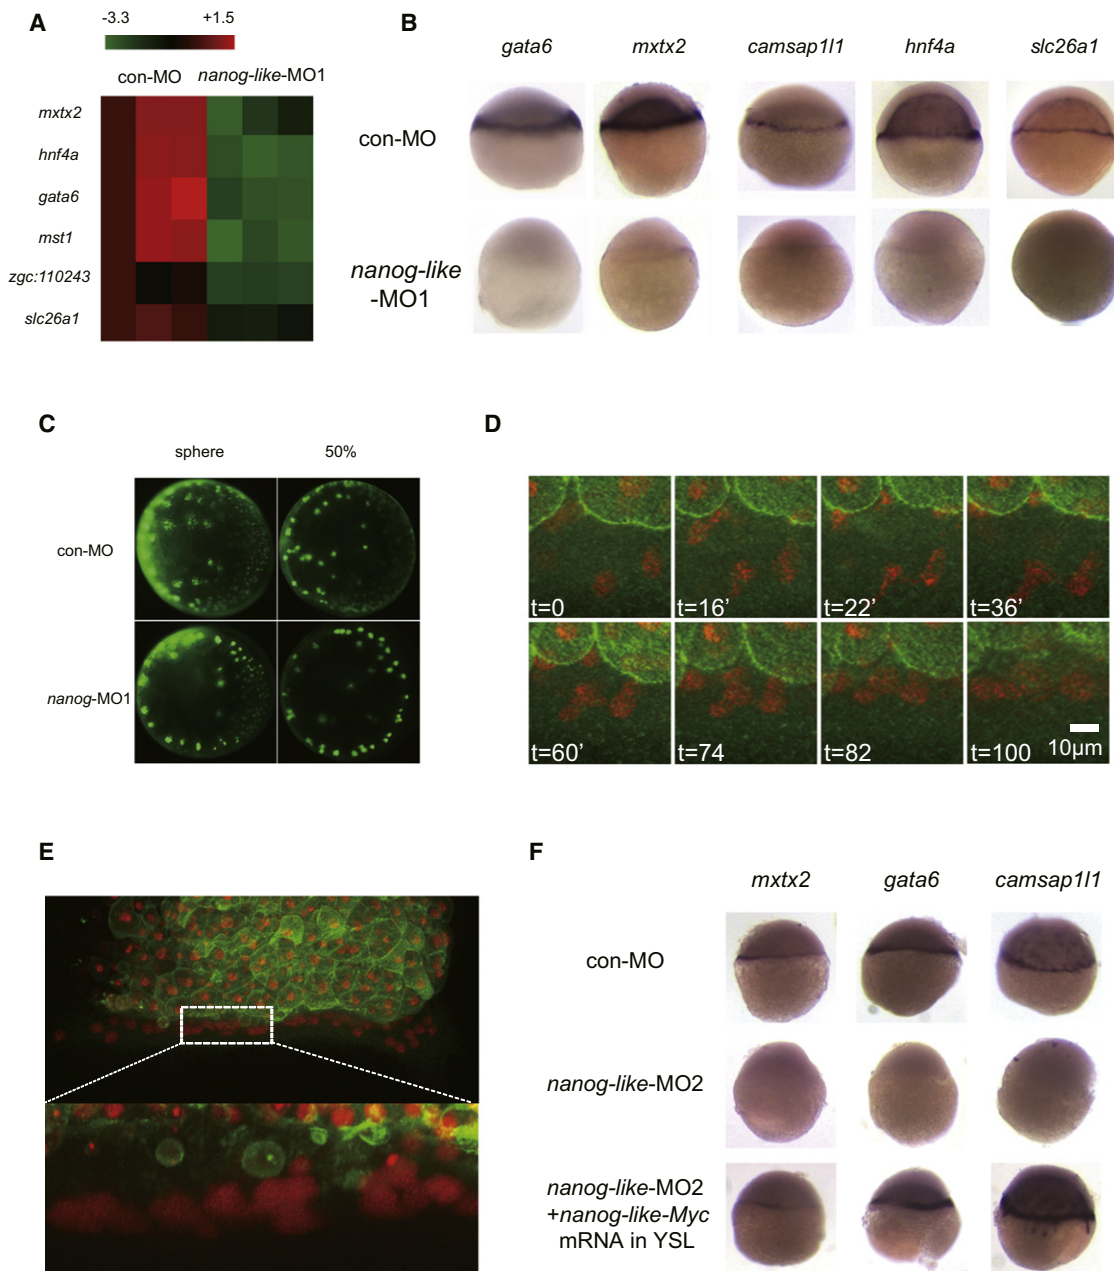 A
-3.3 +1.5
con-MO nanog-like-MO1
mxtx2
hnf4a
gata6
mst1
zgc:110243
slc26a1
B
gata6 mxtx2 camsap1l1 hnf4a slc26a1
con-MO
nanog-like
-MO1
C
sphere 50%
con-MO
nanog-MO1
D
t=0 t=16' t=22' t=36'
t=60' t=74 t=82 t=100
10μm
E
F
mxtx2 gata6 camsap1l1
con-MO
nanog-like-MO2
nanog-like-MO2
+nanog-like-Myc
mRNA in YSL